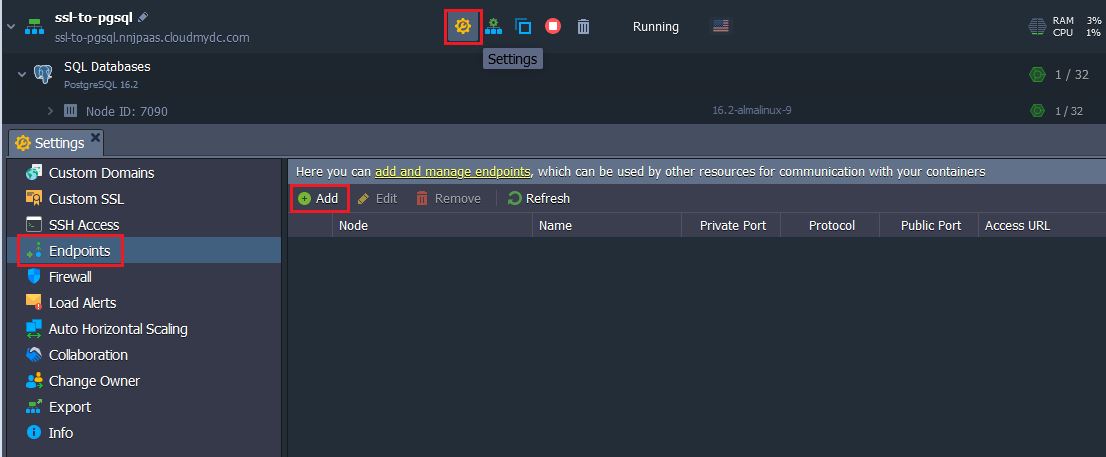 ssl-to-pgsql
ssl-to-pgsql.nnjpaas.cloudmydc.com
Running
RAM 3%
CPU 1%
Settings
SQL Databases
PostgreSQL 16.2
1 / 32
Node ID: 7090
16.2-almalinux-9
1 / 32
Settings
Custom Domains
Custom SSL
SSH Access
Endpoints
Firewall
Load Alerts
Auto Horizontal Scaling
Collaboration
Change Owner
Export
Info
Here you can add and manage endpoints, which can be used by other resources for communication with your containers
Add Edit Remove Refresh
Node Name Private Port Protocol Public Port Access URL